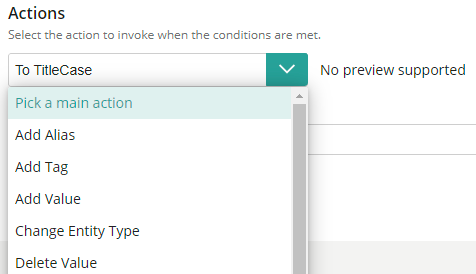 Actions
Select the action to invoke when the conditions are met.
To TitleCase
No preview supported
Pick a main action
Add Alias
Add Tag
Add Value
Change Entity Type
Delete Value